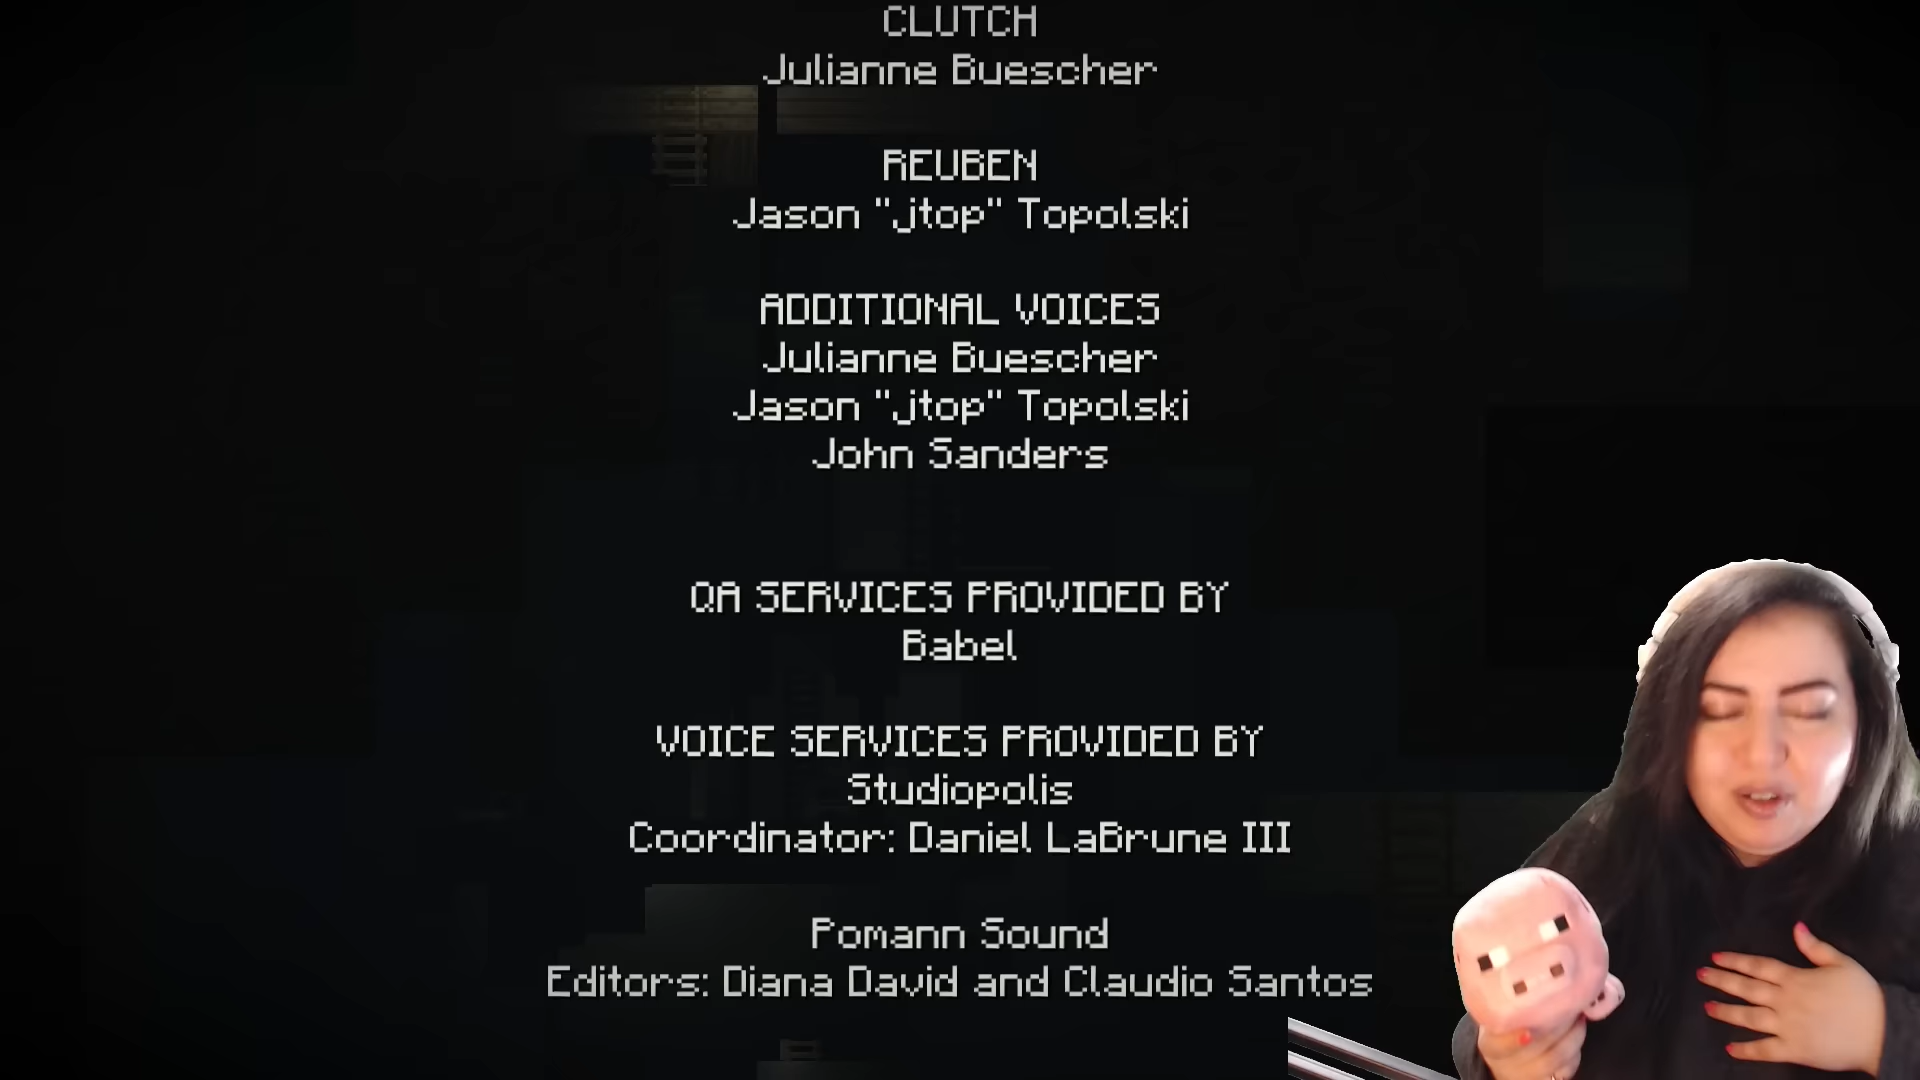 CLUTCH
Julianne Buescher
REUBEN
Jason "jtop" Topolski
ADDITIONAL VOICES
Julianne Buescher
Jason "jtop" Topolski
John Sanders
QA SERVICES PROVIDED BY
Babel
VOICE SERVICES PROVIDED BY
Studiopolis
Coordinator: Daniel LaBrune III
Pomann Sound
Editors: Diana David and Claudio Santos